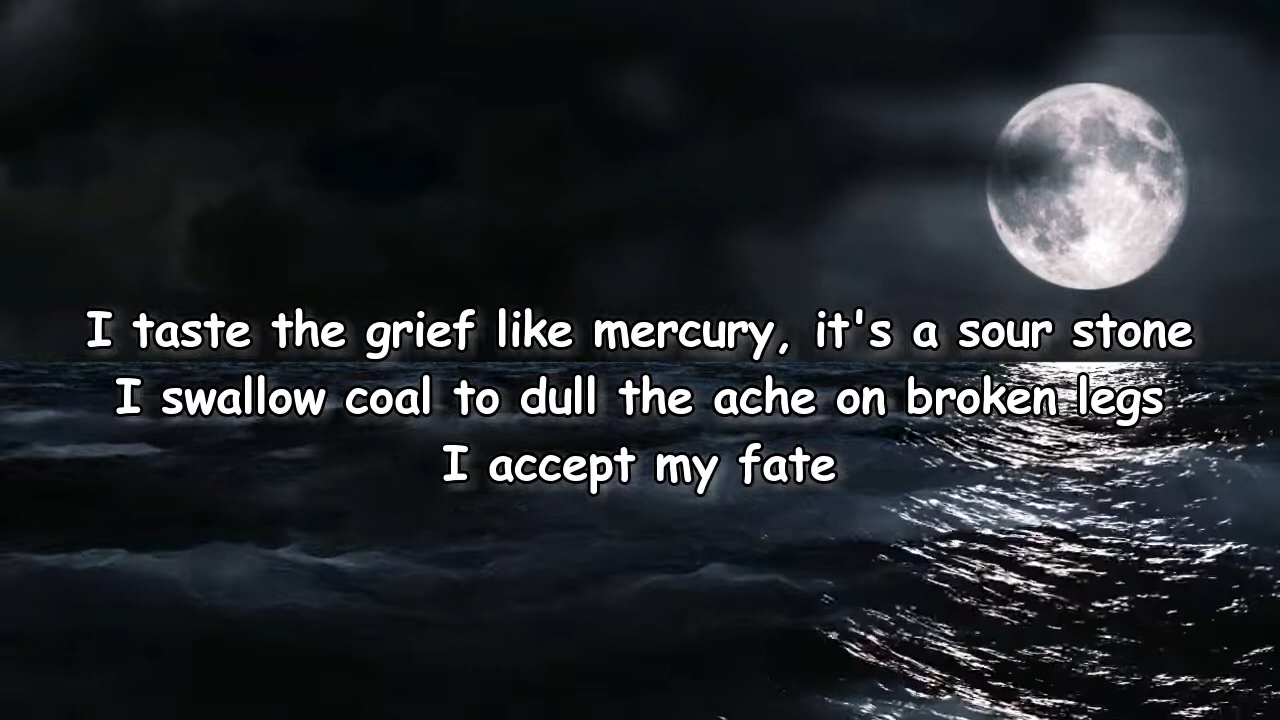 I taste the grief like mercury, it's a sour stone
I swallow coal to dull the ache on broken legs
I accept my fate